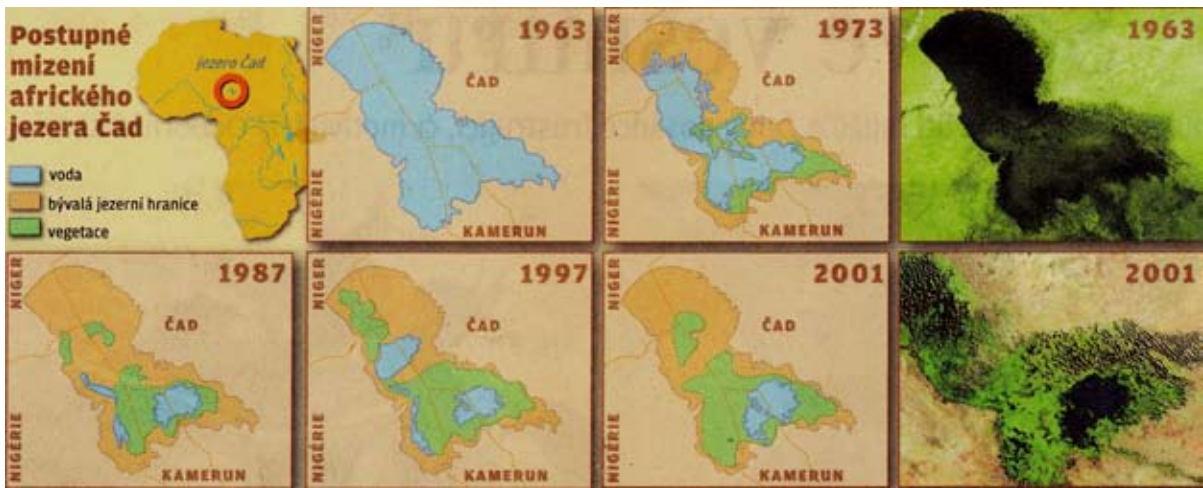 Postupné
mizení
afrického
jezera Čad
jezero Čad
voda
bývalá jezerní hranice
vegetace
1963
NIGER
ČAD
NIGÉRIE
KAMERUN
1973
NIGER
ČAD
NIGÉRIE
KAMERUN
1963
1987
NIGER
ČAD
NIGÉRIE
KAMERUN
1997
NIGER
ČAD
NIGÉRIE
KAMERUN
2001
NIGER
ČAD
NIGÉRIE
KAMERUN
2001